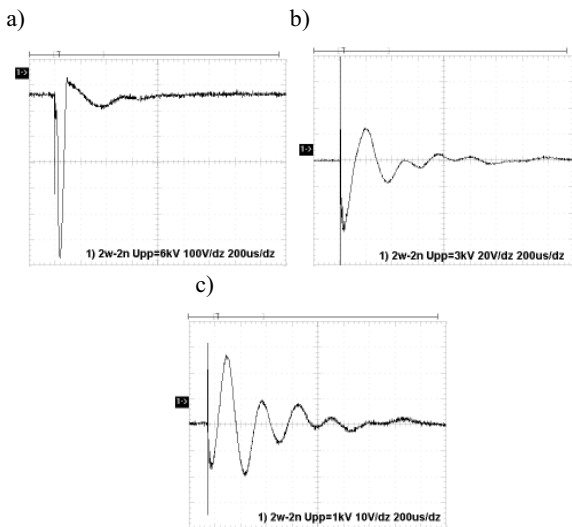 a)
1->
1) 2w-2n Upp=6kV 100V/dz 200us/dz
b)
1->
1) 2w-2n Upp=3kV 20V/dz 200us/dz
c)
1->
1) 2w-2n Upp=1kV 10V/dz 200us/dz